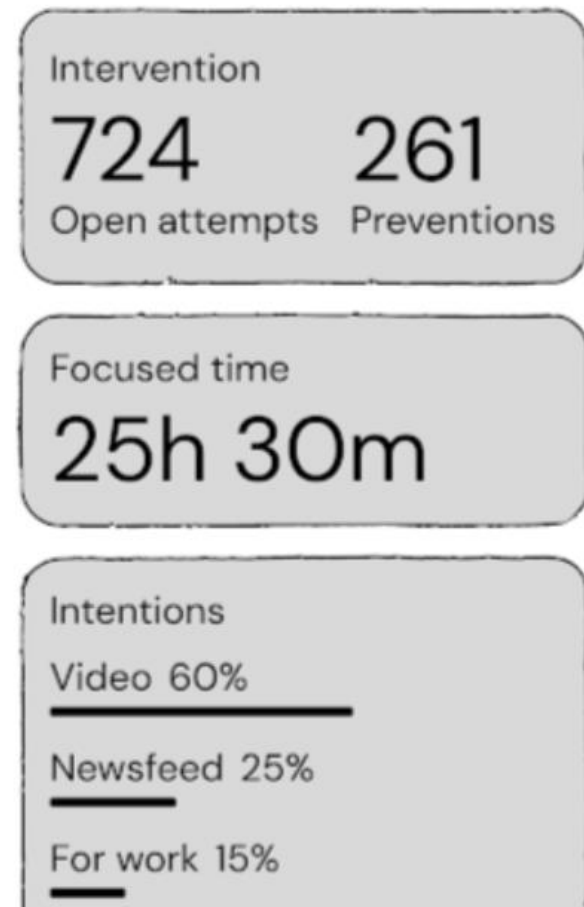 Intervention
724 261
Open attempts Preventions
Focused time
25h 30m
Intentions
Video 60%
Newsfeed 25%
For work 15%